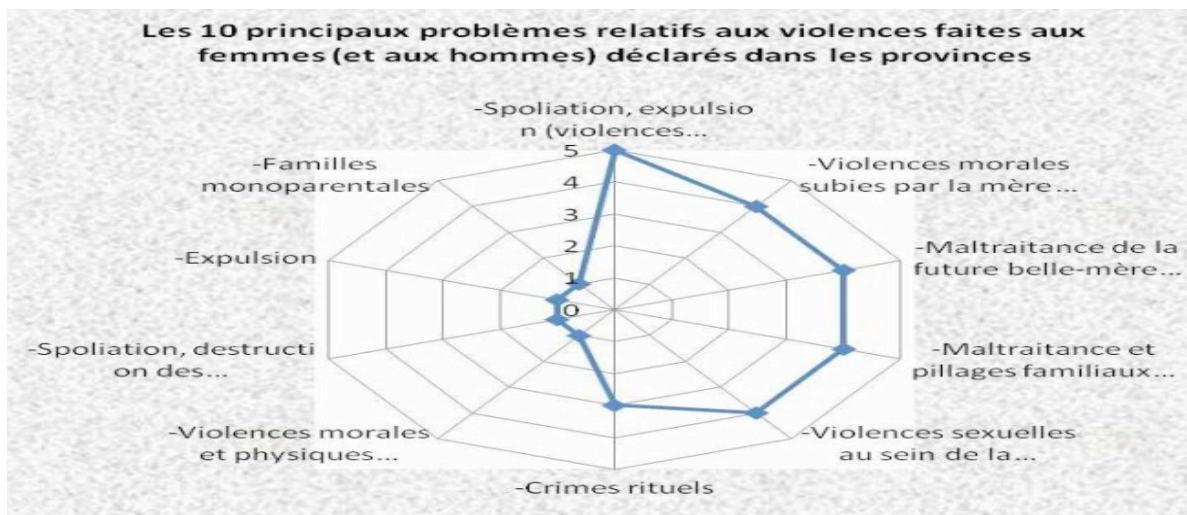 Les 10 principaux problèmes relatifs aux violences faites aux
femmes (et aux hommes) déclarés dans les provinces
-Spoliation, expulsio
n (violences...
-Violences morales
subies par la mère...
-Maltraitance de la
future belle-mère...
-Maltraitance et
pillages familiaux...
-Violences sexuelles
au sein de la...
-Crimes rituels
-Violences morales
et physiques...
-Spoliation, destructi
on des...
-Expulsion
-Familles
monoparentales
5
4
3
2
1
0